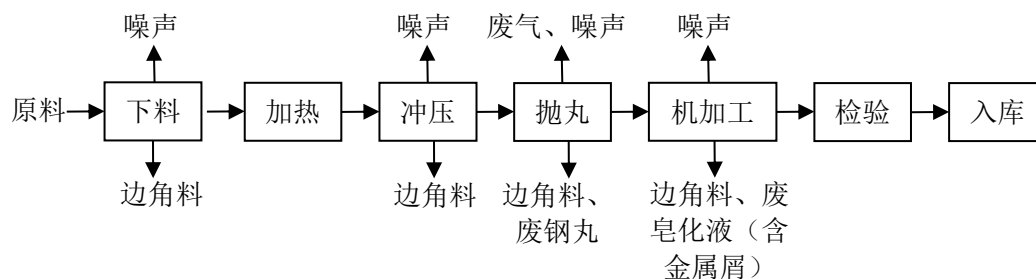 噪声
噪声
废气、噪声
噪声
原料
下料
加热
冲压
抛丸
机加工
检验
入库
边角料
边角料
边角料、
废钢丸
边角料、废
皂化液（含
金属屑）